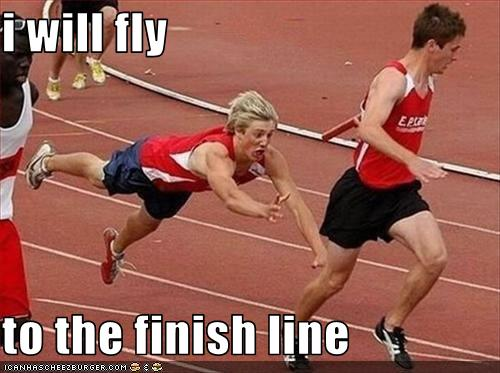 i will fly
E.P.
to the finish line
ICANHASCHEEZBURGER.COM